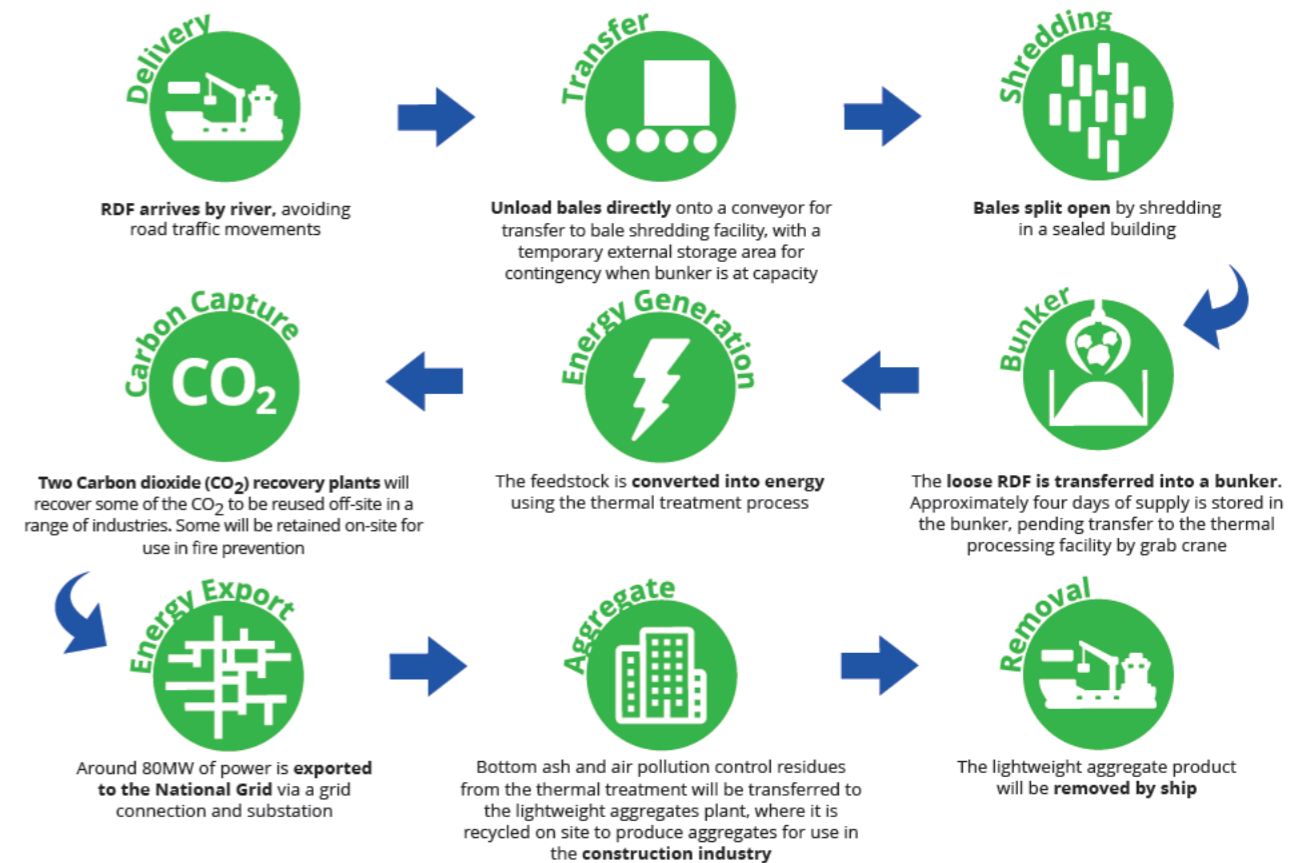 Delivery
RDF arrives by river, avoiding
road traffic movements
Transfer
Unload bales directly onto a conveyor for
transfer to bale shredding facility, with a
temporary external storage area for
contingency when bunker is at capacity
Shredding
Bales split open by shredding
in a sealed building
Bunker
The loose RDF is transferred into a bunker.
Approximately four days of supply is stored in
the bunker, pending transfer to the thermal
processing facility by grab crane
Energy Generation
The feedstock is converted into energy
using the thermal treatment process
Carbon Capture
CO₂
Two Carbon dioxide (CO₂) recovery plants will
recover some of the CO₂ to be reused off-site in a
range of industries. Some will be retained on-site for
use in fire prevention
Energy Export
Around 80MW of power is exported
to the National Grid via a grid
connection and substation
Aggregate
Bottom ash and air pollution control residues
from the thermal treatment will be transferred to
the lightweight aggregates plant, where it is
recycled on site to produce aggregates for use in
the construction industry
Removal
The lightweight aggregate product
will be removed by ship